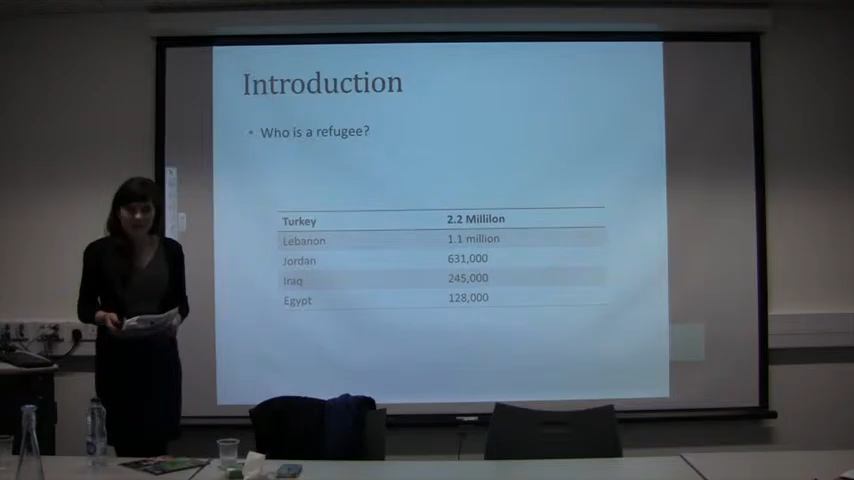 Introduction
• Who is a refugee?
Turkey 2.2 Millilon
Lebanon 1.1 million
Jordan 631,000
Iraq 245,000
Egypt 128,000